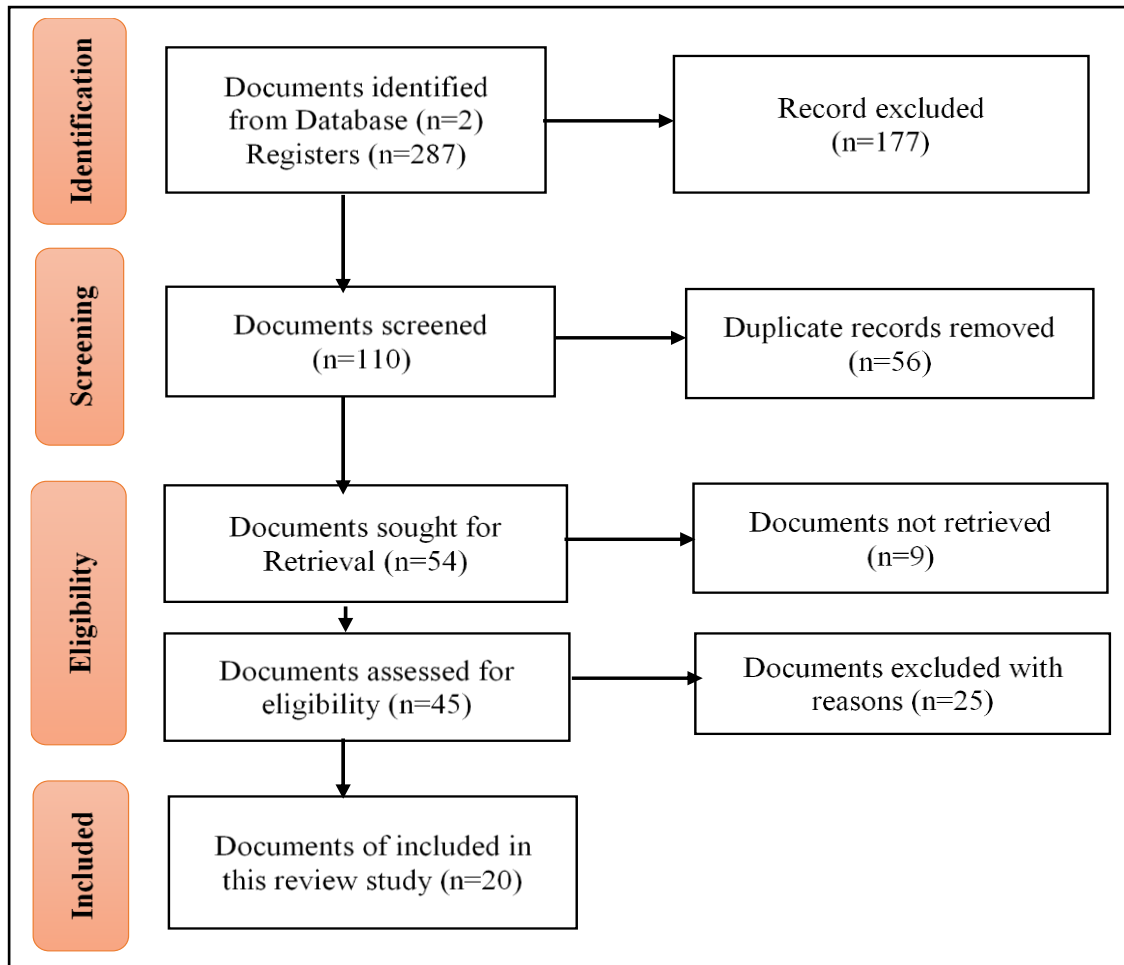 Identification
Documents identified
from Database (n=2)
Registers (n=287)
Record excluded
(n=177)
Screening
Documents screened
(n=110)
Duplicate records removed
(n=56)
Eligibility
Documents sought for
Retrieval (n=54)
Documents not retrieved
(n=9)
Documents assessed for
eligibility (n=45)
Documents excluded with
reasons (n=25)
Included
Documents of included in
this review study (n=20)